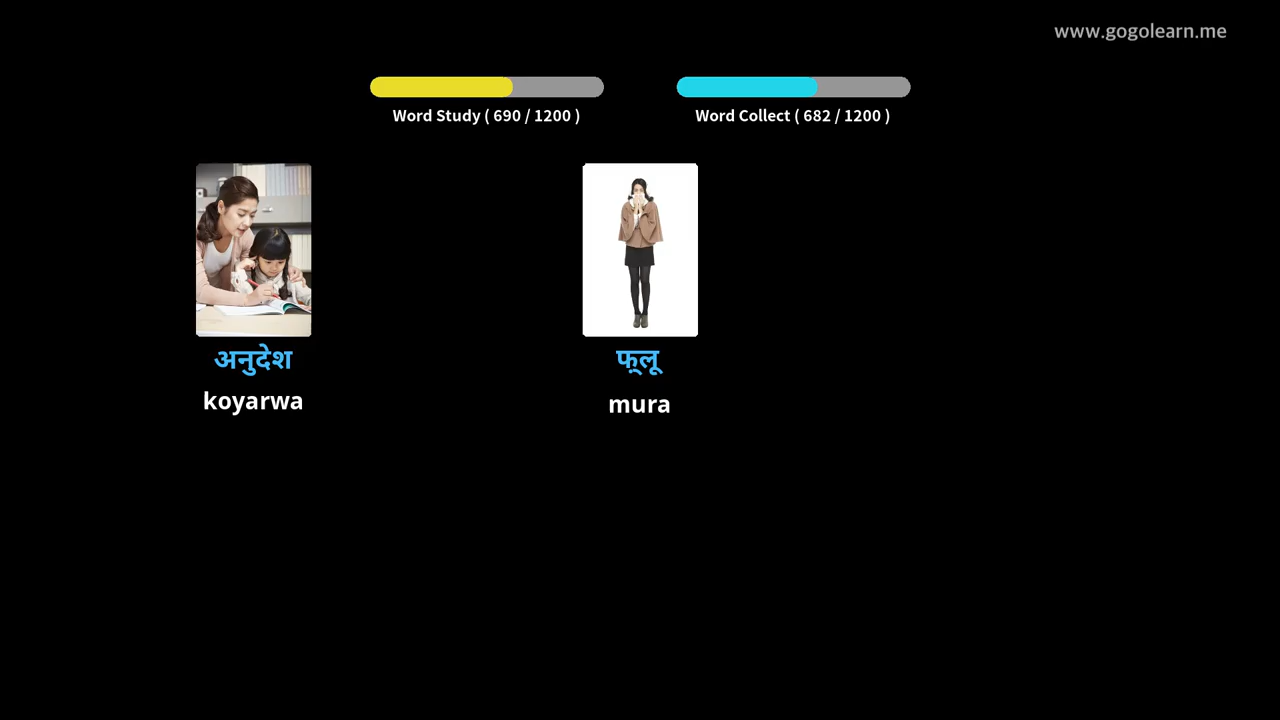 www.gogolearn.me
Word Study ( 690 / 1200 )
Word Collect ( 682 / 1200 )
अनुदेश
फ़्लू
koyarwa
mura